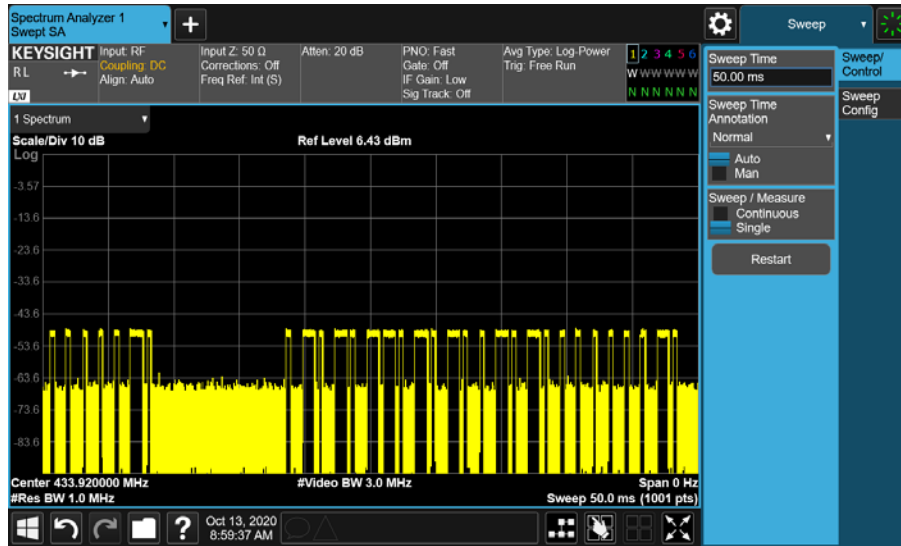 Spectrum Analyzer 1
Swept SA
+
Sweep
KEYSIGHT
RL
LXI
Input: RF
Coupling: DC
Align: Auto
Input Z: 50 Ω
Corrections: Off
Freq Ref: Int (S)
Atten: 20 dB
PNO: Fast
Gate: Off
IF Gain: Low
Sig Track: Off
Avg Type: Log-Power
Trig: Free Run
1 2 3 4 5 6
W W W W W W
N N N N N N
1 Spectrum
Scale/Div 10 dB
Ref Level 6.43 dBm
Log
-3.57
-13.6
-23.6
-33.6
-43.6
-53.6
-63.6
-73.6
-83.6
Center 433.920000 MHz
#Video BW 3.0 MHz
Span 0 Hz
#Res BW 1.0 MHz
Sweep 50.0 ms (1001 pts)
Sweep Time
50.00 ms
Sweep Time
Annotation
Normal
Auto
Man
Sweep / Measure
Continuous
Single
Restart
Sweep/
Control
Sweep
Config
?
Oct 13, 2020
8:59:37 AM